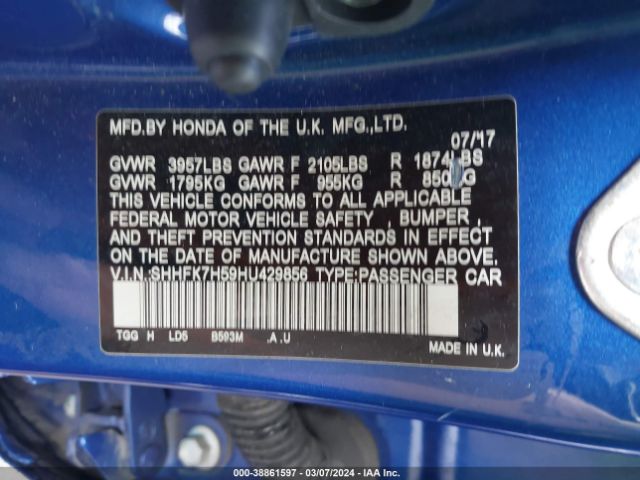 MFD.BY HONDA OF THE U.K. MFG.,LTD.
07/17
GVWR 3957LBS GAWR F 2105LBS R 1874LBS
GVWR 1795KG GAWR F 955KG R 850KG
THIS VEHICLE CONFORMS TO ALL APPLICABLE
FEDERAL MOTOR VEHICLE SAFETY , BUMPER ,
AND THEFT PREVENTION STANDARDS IN EFFECT
ON THE DATE OF MANUFACTURE SHOWN ABOVE.
V.I.N.:SHHFK7H59HU429856 TYPE:PASSENGER CAR
TGG H LD5 B593M .A .U
MADE IN U.K.
000-38861597 - 03/07/2024 - IAA Inc.